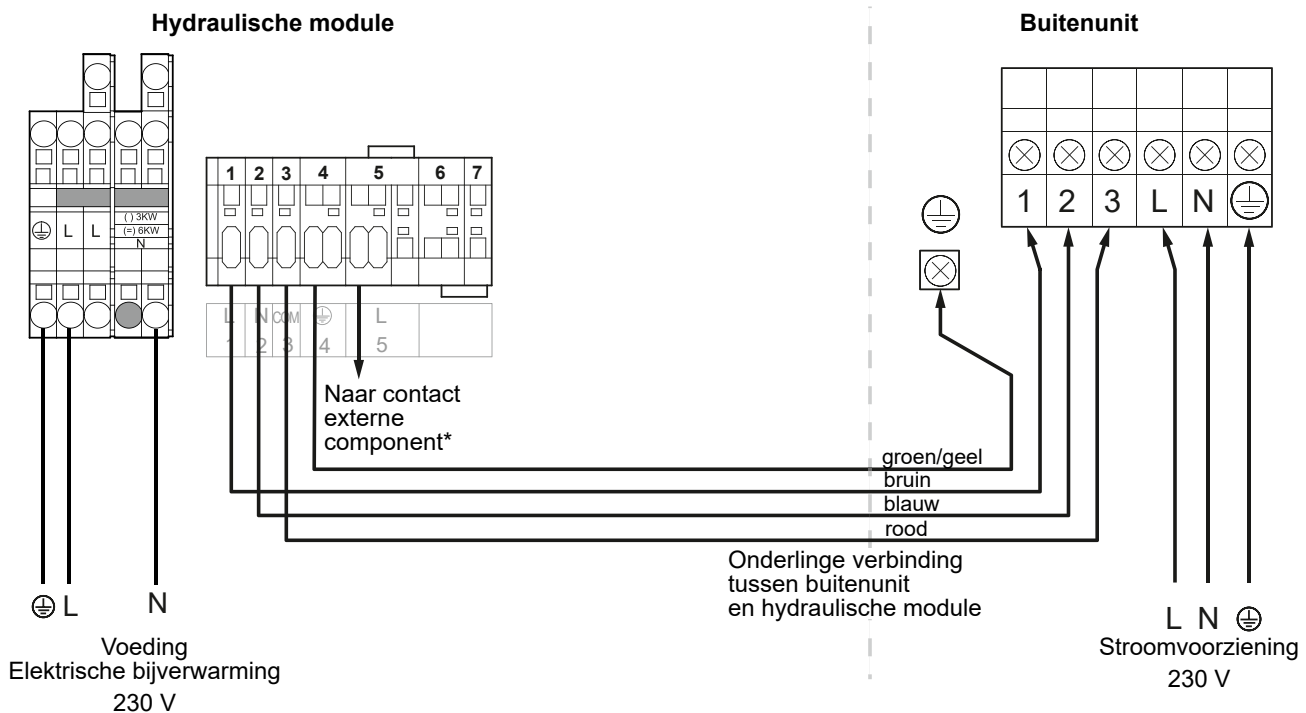 Hydraulische module
Buitenunit
L L
( ) 3KW
(=) 6KW
N
1 2 3 4 5 6 7
L N COM L
1 2 3 4 5
1 2 3 L N
Naar contact
externe
component*
groen/geel
bruin
blauw
rood
Onderlinge verbinding
tussen buitenunit
en hydraulische module
L N
Voeding
Elektrische bijverwarming
230 V
L N
Stroomvoorziening
230 V